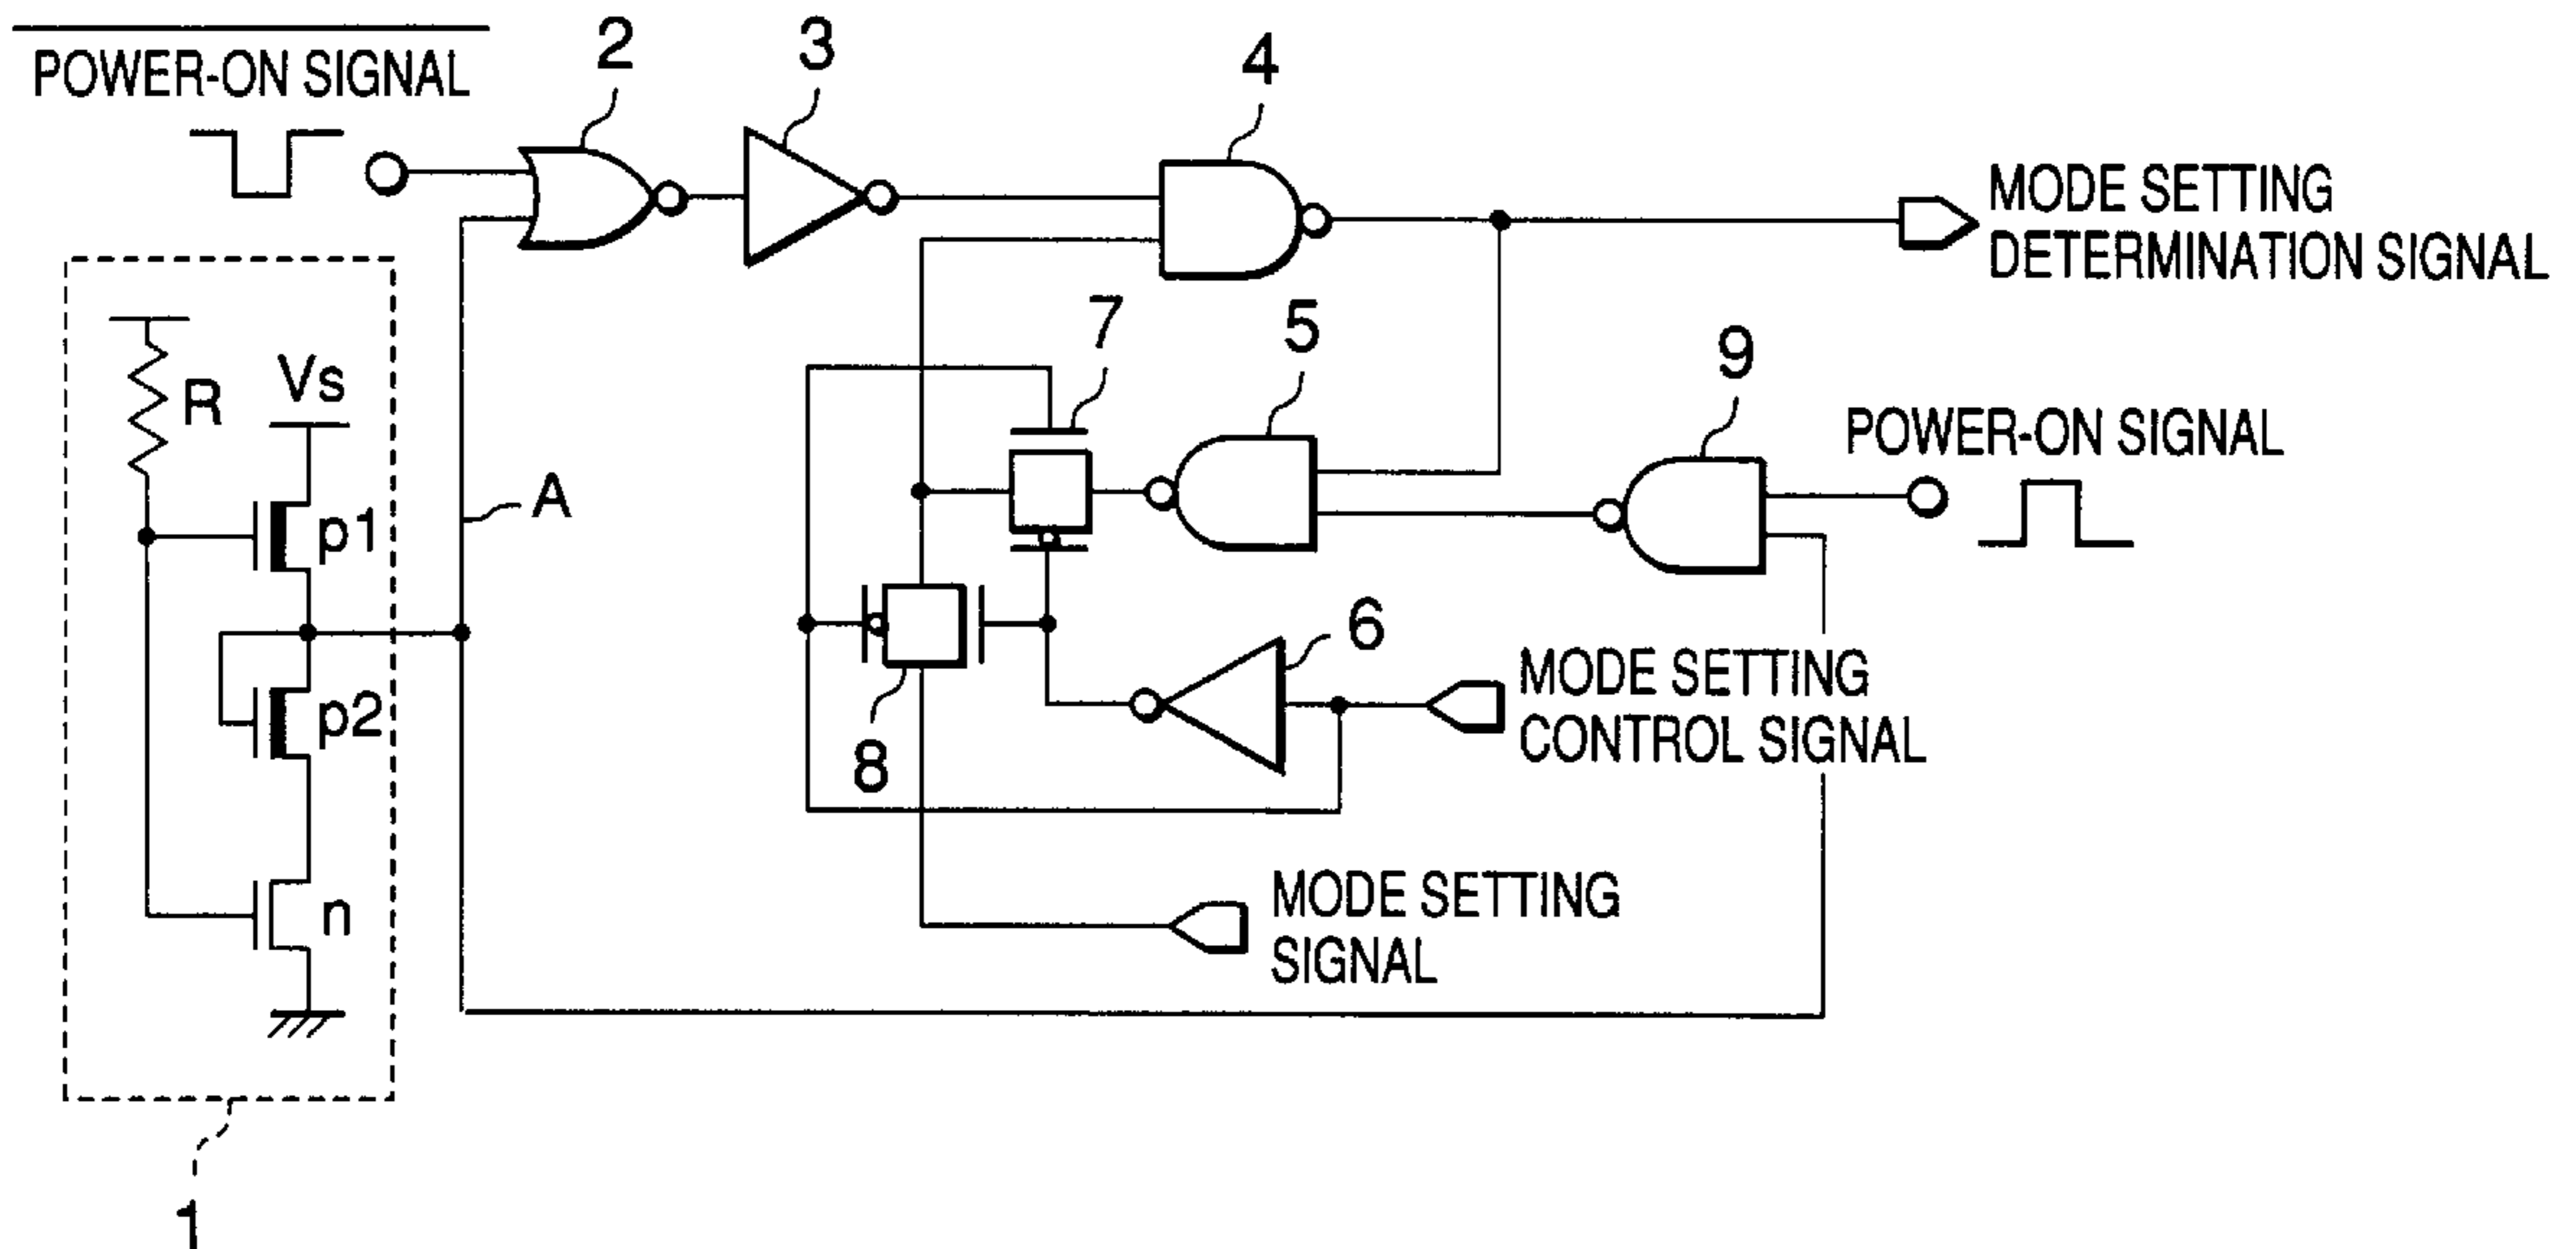 POWER-ON SIGNAL
2
3
4
MODE SETTING
DETERMINATION SIGNAL
7
5
9
R
Vs
POWER-ON SIGNAL
A
p1
6
MODE SETTING
CONTROL SIGNAL
p2
8
n
MODE SETTING
SIGNAL
1